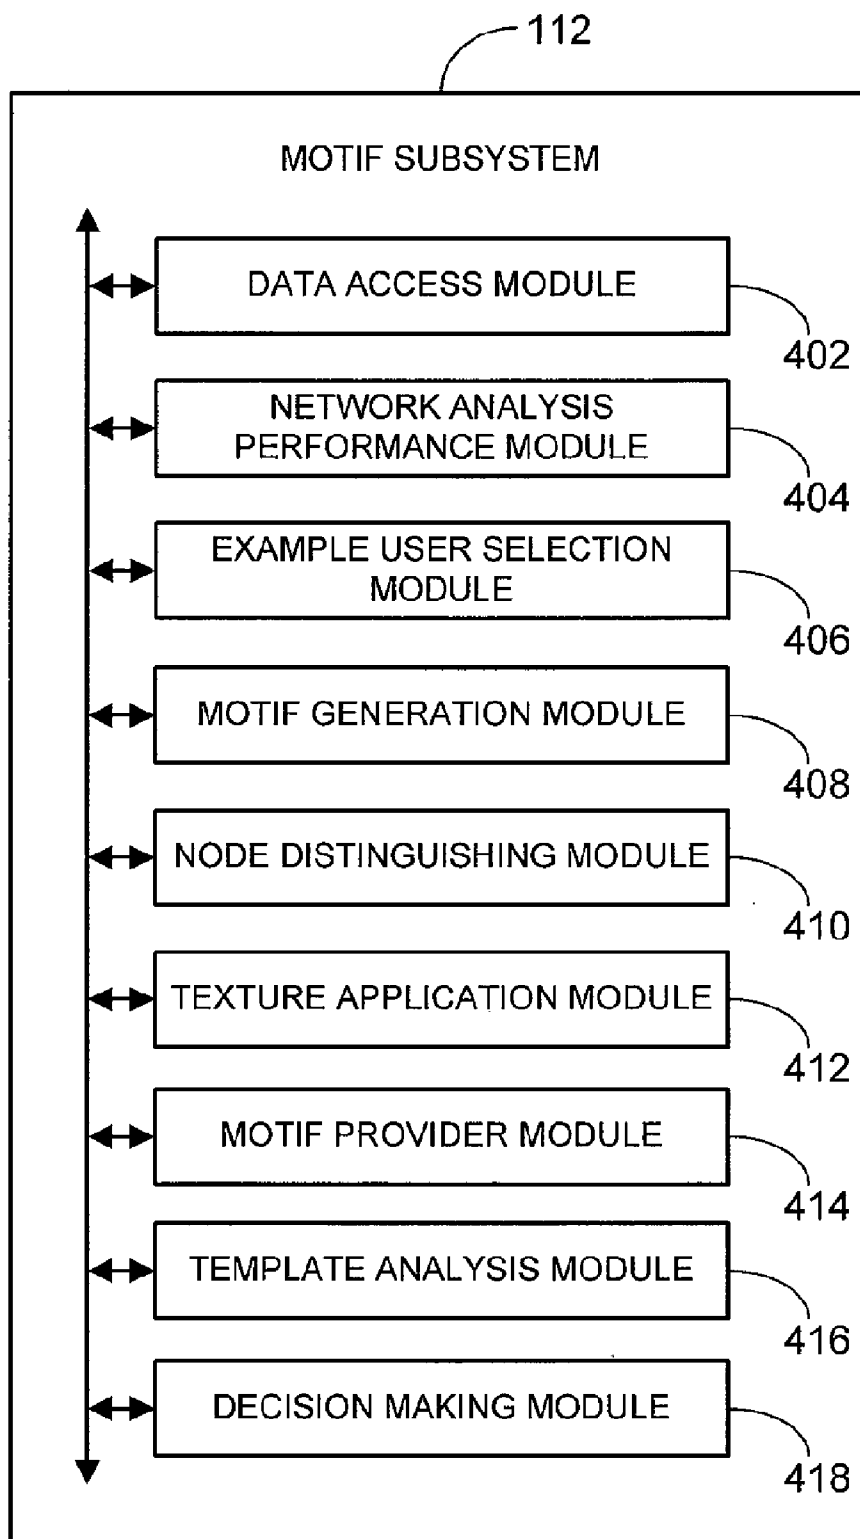 112
MOTIF SUBSYSTEM
DATA ACCESS MODULE
402
NETWORK ANALYSIS
PERFORMANCE MODULE
404
EXAMPLE USER SELECTION
MODULE
406
MOTIF GENERATION MODULE
408
NODE DISTINGUISHING MODULE
410
TEXTURE APPLICATION MODULE
412
MOTIF PROVIDER MODULE
414
TEMPLATE ANALYSIS MODULE
416
DECISION MAKING MODULE
418